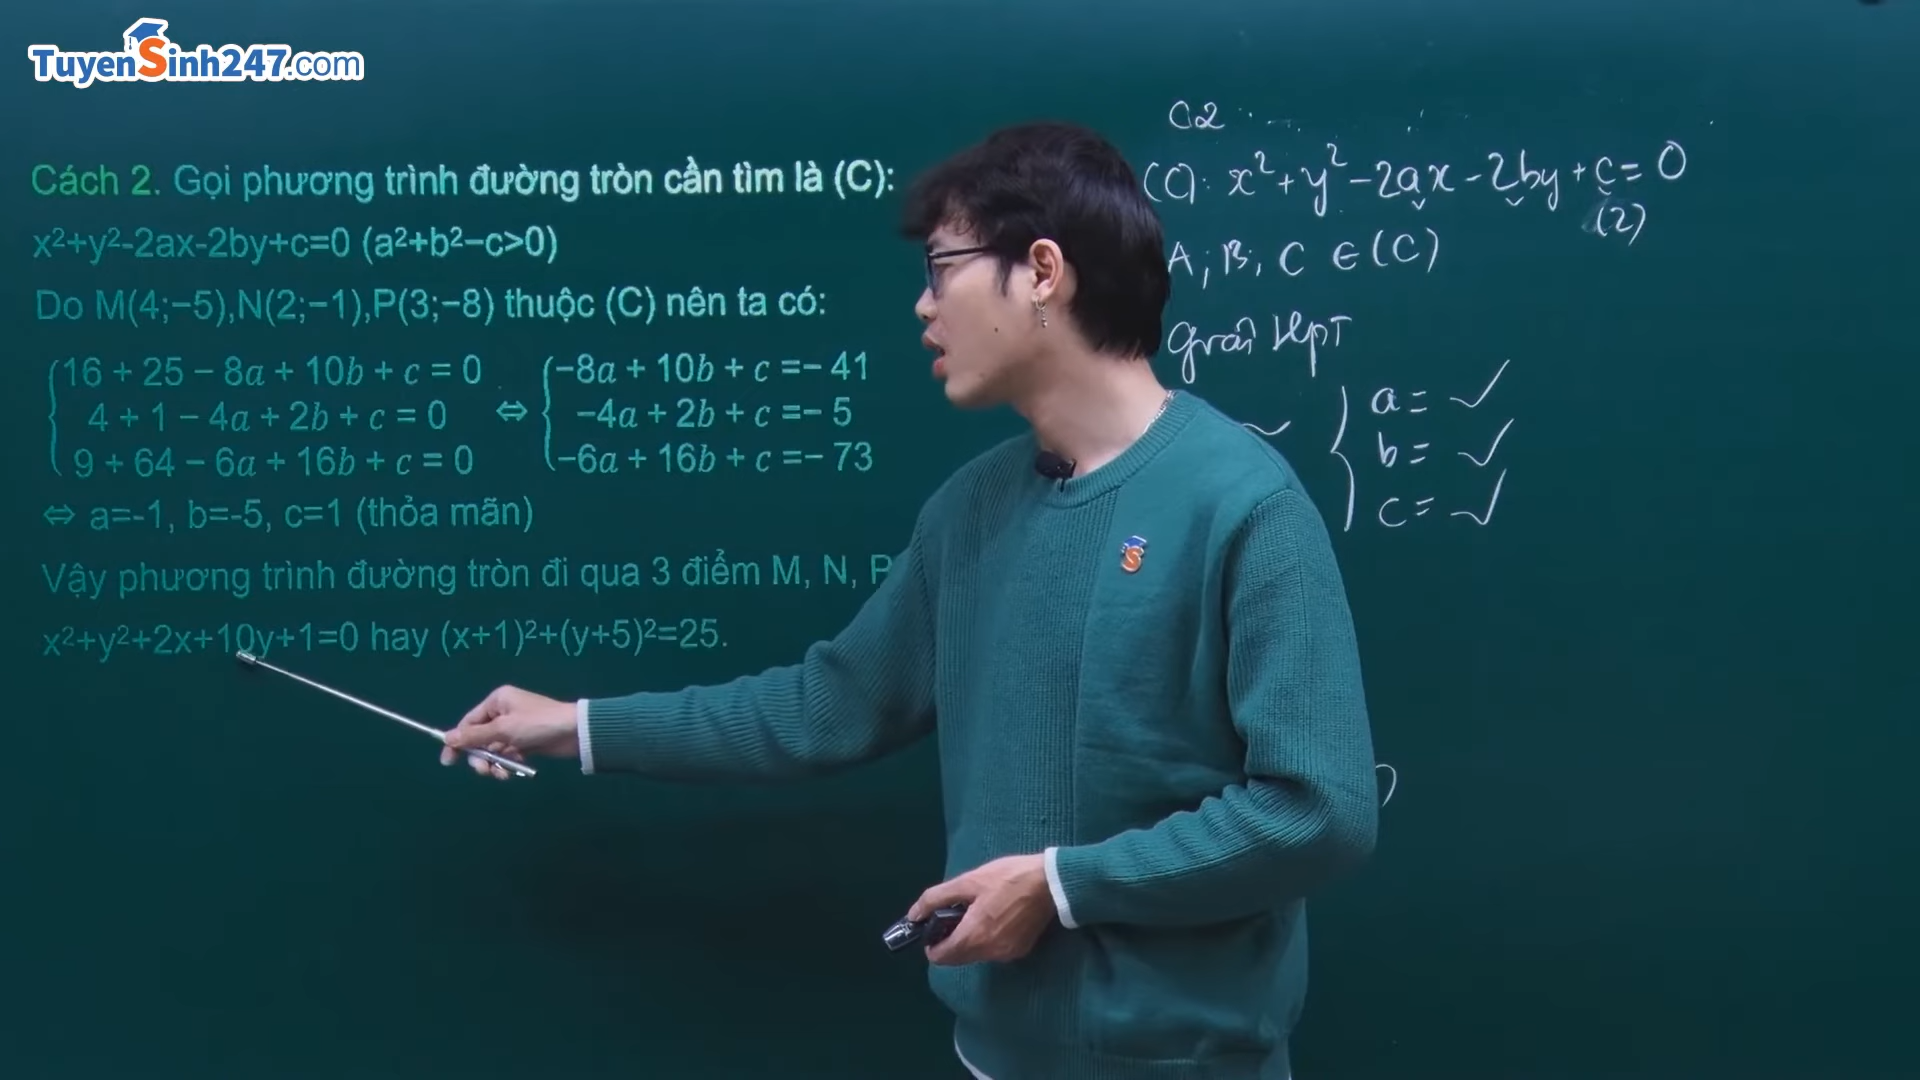 TuyenSinh247.com
Cách 2. Gọi phương trình đường tròn cần tìm là (C):
x²+y²-2ax-2by+c=0 (a²+b²−c>0)
Do M(4;−5),N(2;−1),P(3;−8) thuộc (C) nên ta có:
16 + 25 − 8a + 10b + c = 0 ⇔ −8a + 10b + c =− 41
4 + 1 − 4a + 2b + c = 0 −4a + 2b + c =− 5
9 + 64 − 6a + 16b + c = 0 −6a + 16b + c =− 73
⇔ a=-1, b=-5, c=1 (thỏa mãn)
Vậy phương trình đường tròn đi qua 3 điểm M, N, P
x²+y²+2x+10y+1=0 hay (x+1)²+(y+5)²=25.
C2
(C): x²+y²-2ax-2by+c=0
(2)
A; B; C ∈ (C)
giải HPT
a= ✓
b= ✓
c= ✓
S